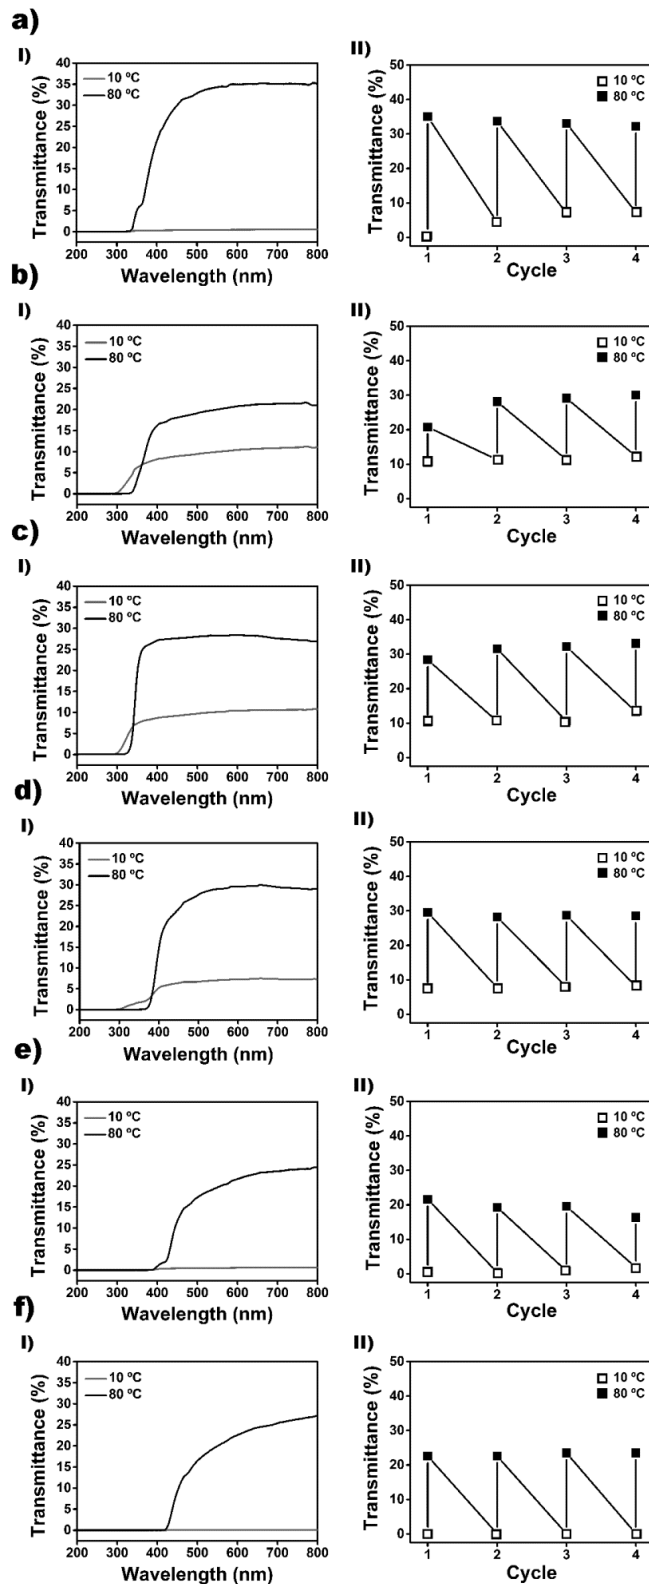 a)
I)
Transmittance (%)
40
35
30
25
20
15
10
5
0
10 ºC
80 ºC
200 300 400 500 600 700 800
Wavelength (nm)
II)
Transmittance (%)
50
40
30
20
10
0
10 ºC
80 ºC
1 2 3 4
Cycle
b)
I)
Transmittance (%)
40
35
30
25
20
15
10
5
0
10 ºC
80 ºC
200 300 400 500 600 700 800
Wavelength (nm)
II)
Transmittance (%)
50
40
30
20
10
0
10 ºC
80 ºC
1 2 3 4
Cycle
c)
I)
Transmittance (%)
40
35
30
25
20
15
10
5
0
10 ºC
80 ºC
200 300 400 500 600 700 800
Wavelength (nm)
II)
Transmittance (%)
50
40
30
20
10
0
10 ºC
80 ºC
1 2 3 4
Cycle
d)
I)
Transmittance (%)
40
35
30
25
20
15
10
5
0
10 ºC
80 ºC
200 300 400 500 600 700 800
Wavelength (nm)
II)
Transmittance (%)
50
40
30
20
10
0
10 ºC
80 ºC
1 2 3 4
Cycle
e)
I)
Transmittance (%)
40
35
30
25
20
15
10
5
0
10 ºC
80 ºC
200 300 400 500 600 700 800
Wavelength (nm)
II)
Transmittance (%)
50
40
30
20
10
0
10 ºC
80 ºC
1 2 3 4
Cycle
f)
I)
Transmittance (%)
40
35
30
25
20
15
10
5
0
10 ºC
80 ºC
200 300 400 500 600 700 800
Wavelength (nm)
II)
Transmittance (%)
50
40
30
20
10
0
10 ºC
80 ºC
1 2 3 4
Cycle